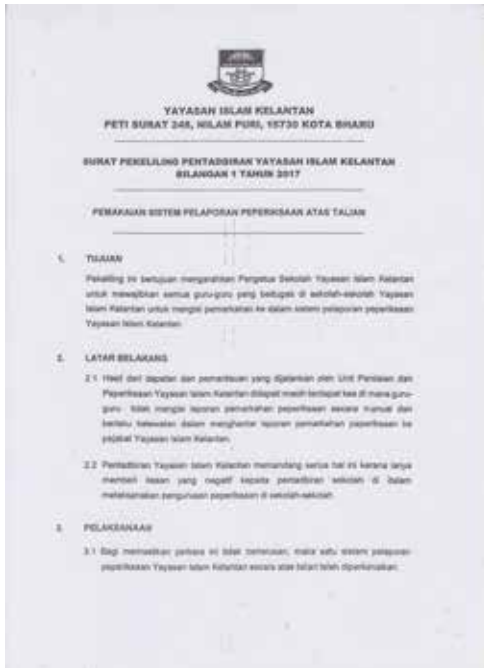 YAYASAN ISLAM KELANTAN
PETI SURAT 248, NILAM PURI, 15730 KOTA BHARU
SURAT PEKELILING PENTADBIRAN YAYASAN ISLAM KELANTAN
BILANGAN 1 TAHUN 2017
PEMAKAIAN SISTEM PELAPORAN PEPERIKSAAN ATAS TALIAN
1. TUJUAN
Pekeliling ini bertujuan mengarahkan Pengetua Sekolah Yayasan Islam Kelantan
untuk mewajibkan semua guru-guru yang bertugas di sekolah-sekolah Yayasan
Islam Kelantan untuk mengisi pemarkahan ke dalam sistem pelaporan peperiksaan
Yayasan Islam Kelantan.
2. LATAR BELAKANG
2.1 Hasil dari dapatan dan pemantauan yang dijalankan oleh Unit Penilaian dan
Peperiksaan Yayasan Islam Kelantan didapati masih terdapat kes di mana guru-
guru tidak mengisi laporan pemarkahan peperiksaan secara manual dan
berlaku kelewatan dalam menghantar laporan pemarkahan peperiksaan ke
pejabat Yayasan Islam Kelantan.
2.2 Pentadbiran Yayasan Islam Kelantan memandang serius hal ini kerana ianya
memberi kesan yang negatif kepada pentadbiran sekolah di dalam
melaksanakan pengurusan peperiksaan di sekolah-sekolah.
3. PELAKSANAAN
3.1 Bagi memastikan perkara ini tidak berterusan, maka satu sistem pelaporan
peperiksaan Yayasan Islam Kelantan secara atas talian telah diperkenalkan.